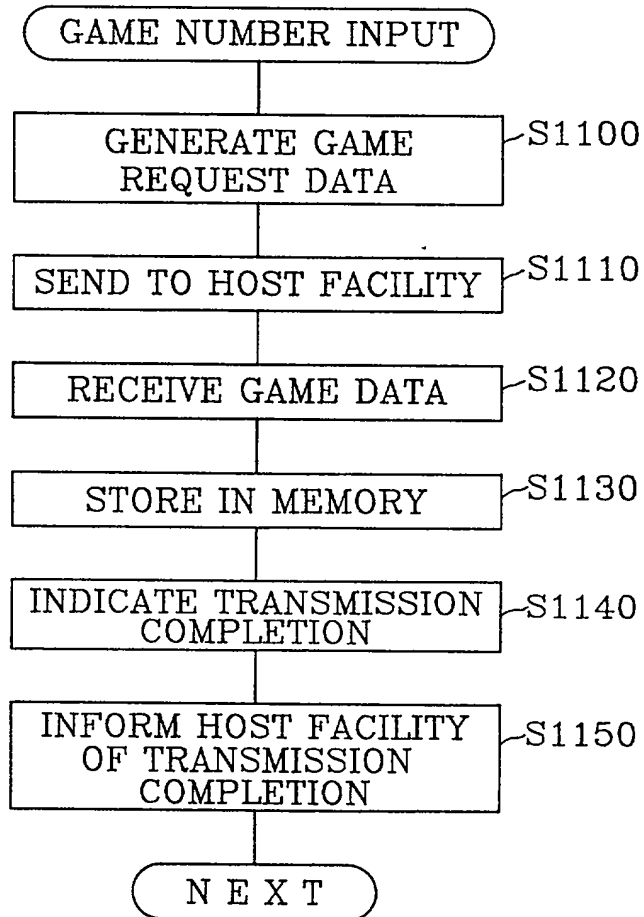 GAME NUMBER INPUT
GENERATE GAME
REQUEST DATA
S1100
SEND TO HOST FACILITY
S1110
RECEIVE GAME DATA
S1120
STORE IN MEMORY
S1130
INDICATE TRANSMISSION
COMPLETION
S1140
INFORM HOST FACILITY
OF TRANSMISSION
COMPLETION
S1150
NEXT